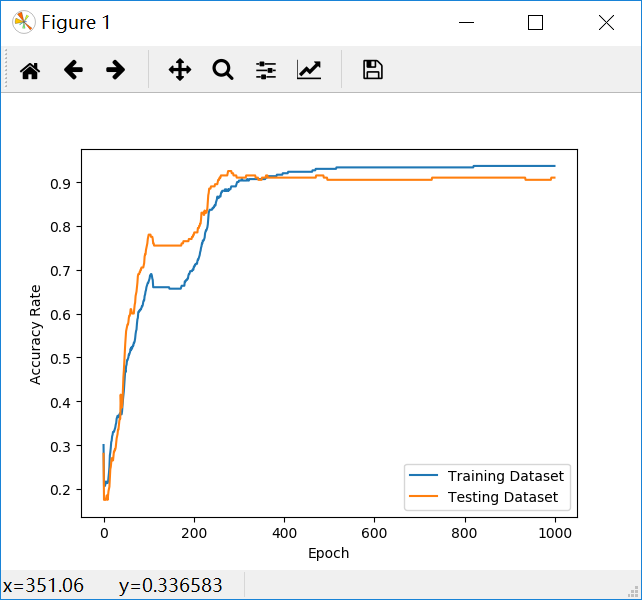 Figure 1
0.9
0.8
0.7
0.6
0.5
0.4
0.3
0.2
Accuracy Rate
Training Dataset
Testing Dataset
0 200 400 600 800 1000
Epoch
x=351.06 y=0.336583